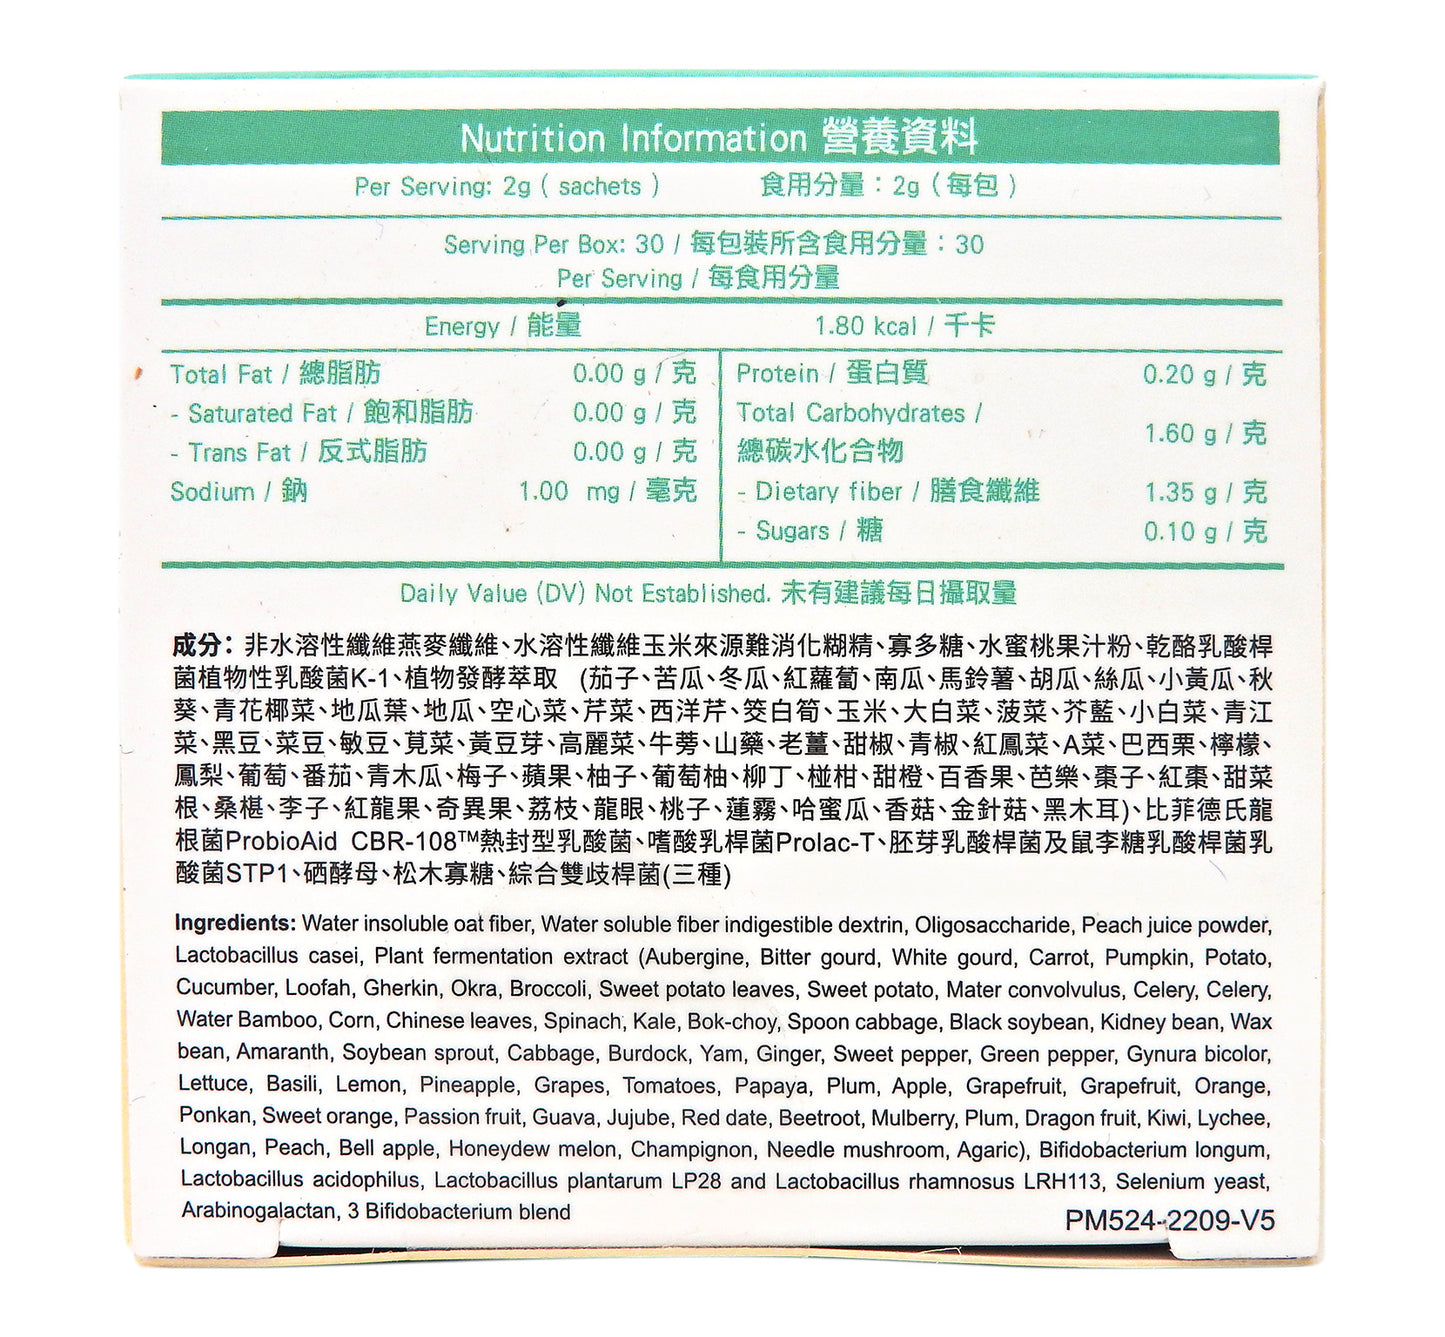 Nutrition Information 營養資料
Per Serving: 2g ( sachets ) 食用分量：2g ( 每包 )
Serving Per Box: 30 / 每包裝所含食用分量：30
Per Serving / 每食用分量
Energy / 能量 1.80 kcal / 千卡
Total Fat / 總脂肪 0.00 g / 克
- Saturated Fat / 飽和脂肪 0.00 g / 克
- Trans Fat / 反式脂肪 0.00 g / 克
Sodium / 鈉 1.00 mg / 毫克
Protein / 蛋白質 0.20 g / 克
Total Carbohydrates /
總碳水化合物 1.60 g / 克
- Dietary fiber / 膳食纖維 1.35 g / 克
- Sugars / 糖 0.10 g / 克
Daily Value (DV) Not Established. 未有建議每日攝取量
成分：非水溶性纖維燕麥纖維、水溶性纖維玉米來源難消化糊精、寡多糖、水蜜桃果汁粉、乾酪乳酸桿
菌植物性乳酸菌K-1、植物發酵萃取 (茄子、苦瓜、冬瓜、紅蘿蔔、南瓜、馬鈴薯、胡瓜、絲瓜、小黃瓜、秋
葵、青花椰菜、地瓜葉、地瓜、空心菜、芹菜、西洋芹、筊白筍、玉米、大白菜、菠菜、芥藍、小白菜、青江
菜、黑豆、菜豆、敏豆、莧菜、黃豆芽、高麗菜、牛蒡、山藥、老薑、甜椒、青椒、紅鳳菜、A菜、巴西栗、檸檬、
鳳梨、葡萄、番茄、青木瓜、梅子、蘋果、柚子、葡萄柚、柳丁、椪柑、甜橙、百香果、芭樂、棗子、紅棗、甜菜
根、桑椹、李子、紅龍果、奇異果、荔枝、龍眼、桃子、蓮霧、哈蜜瓜、香菇、金針菇、黑木耳)、比菲德氏龍
根菌ProbioAid CBR-108™熱封型乳酸菌、嗜酸乳桿菌Prolac-T、胚芽乳酸桿菌及鼠李糖乳酸桿菌乳
酸菌STP1、硒酵母、松木寡糖、綜合雙歧桿菌(三種)
Ingredients: Water insoluble oat fiber, Water soluble fiber indigestible dextrin, Oligosaccharide, Peach juice powder,
Lactobacillus casei, Plant fermentation extract (Aubergine, Bitter gourd, White gourd, Carrot, Pumpkin, Potato,
Cucumber, Loofah, Gherkin, Okra, Broccoli, Sweet potato leaves, Sweet potato, Mater convolvulus, Celery, Celery,
Water Bamboo, Corn, Chinese leaves, Spinach, Kale, Bok-choy, Spoon cabbage, Black soybean, Kidney bean, Wax
bean, Amaranth, Soybean sprout, Cabbage, Burdock, Yam, Ginger, Sweet pepper, Green pepper, Gynura bicolor,
Lettuce, Basili, Lemon, Pineapple, Grapes, Tomatoes, Papaya, Plum, Apple, Grapefruit, Grapefruit, Orange,
Ponkan, Sweet orange, Passion fruit, Guava, Jujube, Red date, Beetroot, Mulberry, Plum, Dragon fruit, Kiwi, Lychee,
Longan, Peach, Bell apple, Honeydew melon, Champignon, Needle mushroom, Agaric), Bifidobacterium longum,
Lactobacillus acidophilus, Lactobacillus plantarum LP28 and Lactobacillus rhamnosus LRH113, Selenium yeast,
Arabinogalactan, 3 Bifidobacterium blend
PM524-2209-V5